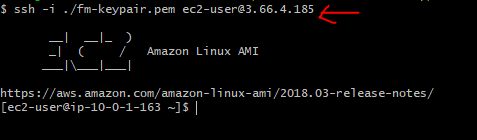 $ ssh -i ./fm-keypair.pem ec2-user@3.66.4.185
__|  __|_  )
_|  (     /   Amazon Linux AMI
___|\___|___|
https://aws.amazon.com/amazon-linux-ami/2018.03-release-notes/
[ec2-user@ip-10-0-1-163 ~]$